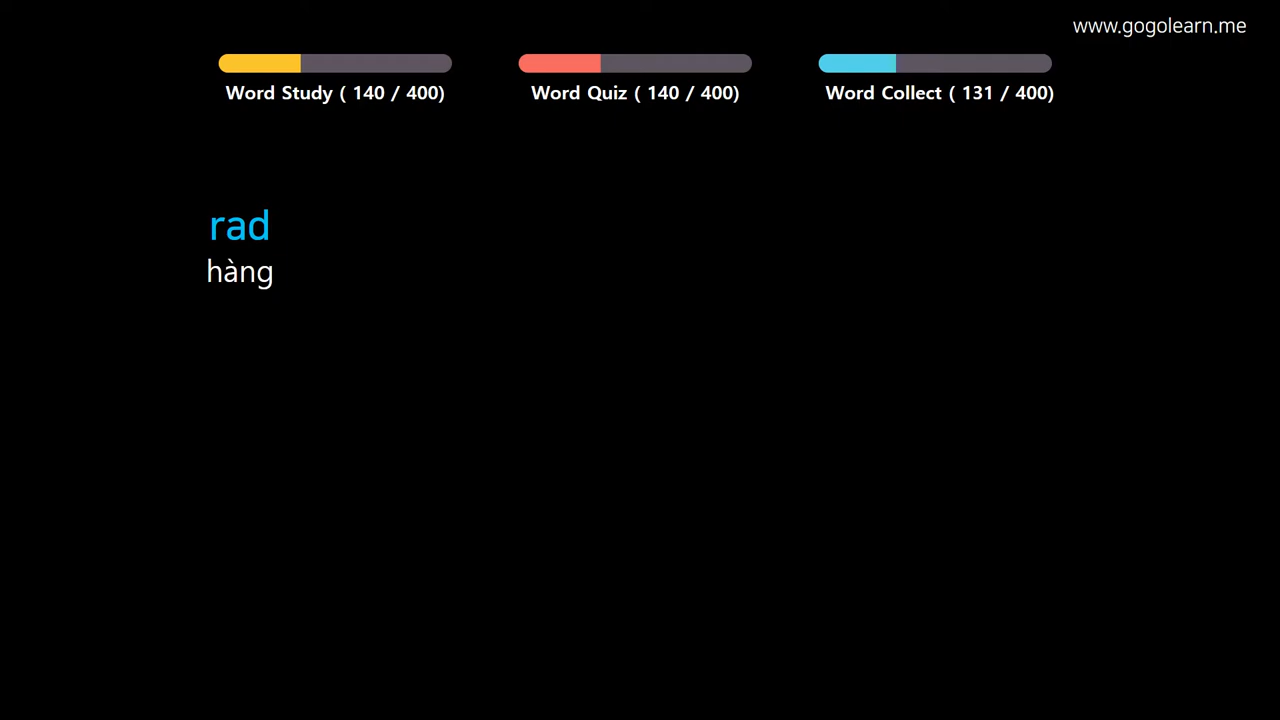 www.gogolearn.me
Word Study ( 140 / 400)
Word Quiz ( 140 / 400)
Word Collect ( 131 / 400)
rad
hàng